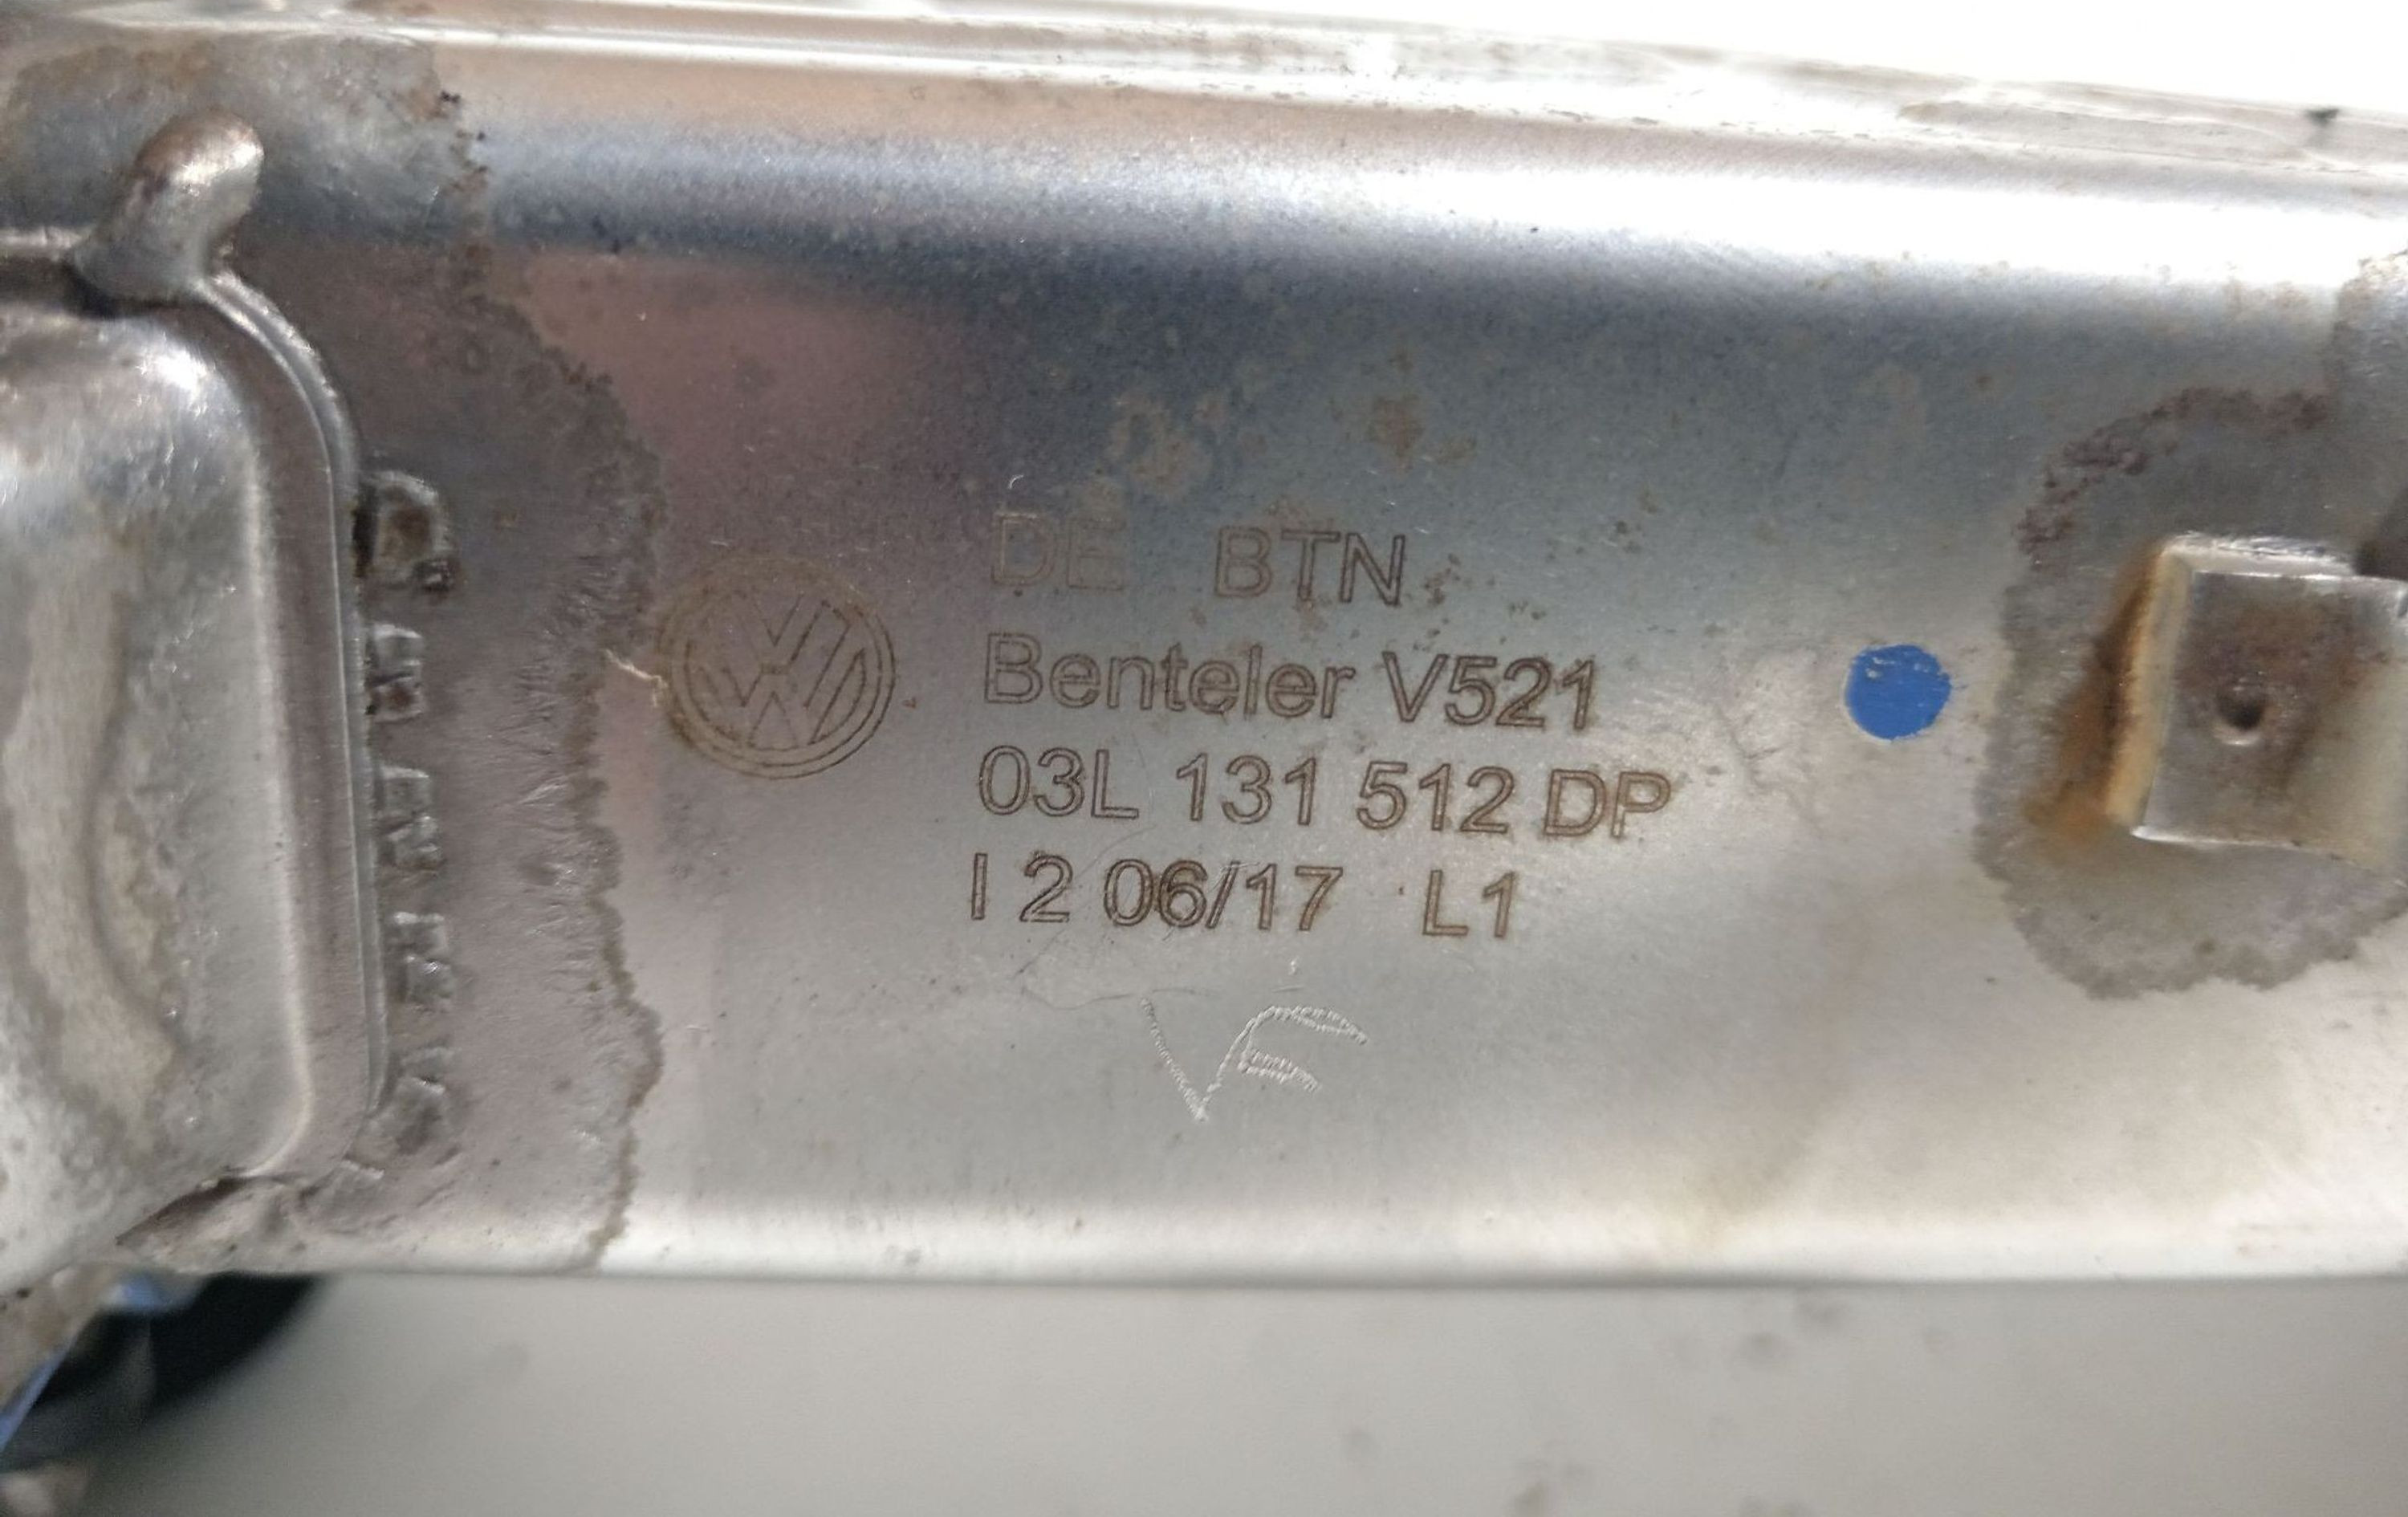 DE BTN
Benteler V521
03L 131 512 DP
I 2 06/17 L1